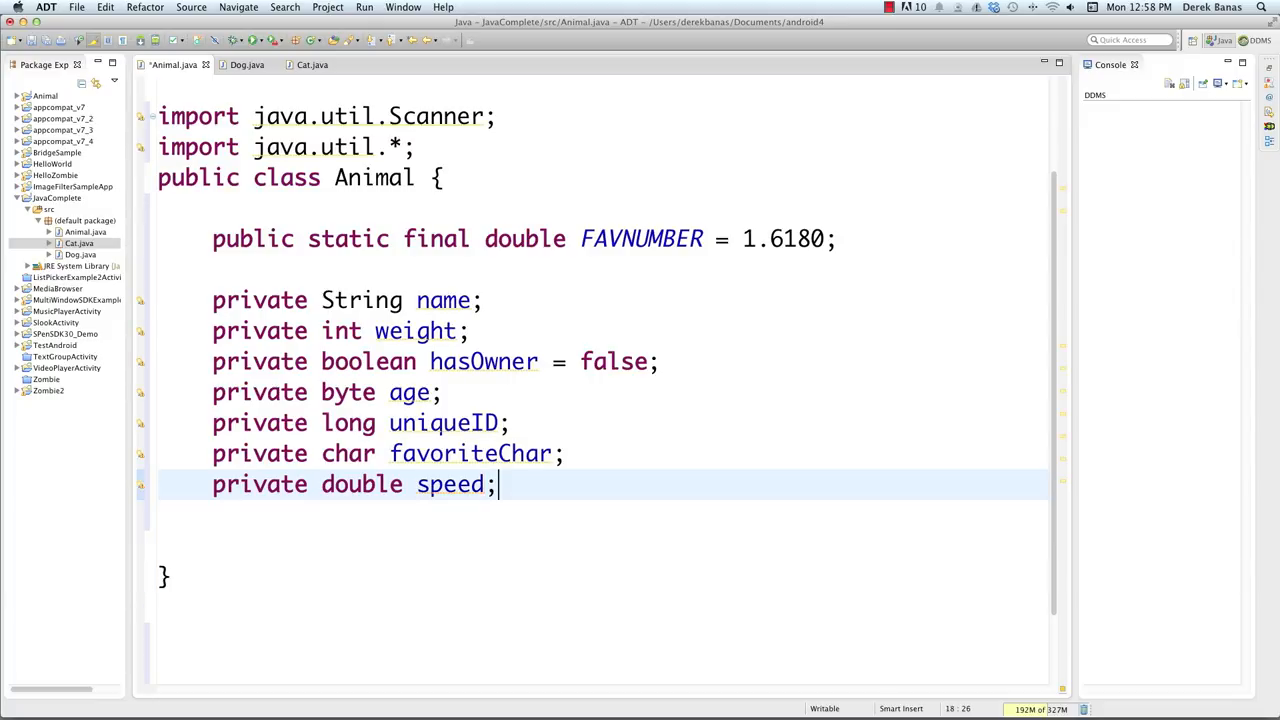 ADT File Edit Refactor Source Navigate Search Project Run Window Help 10 Mon 12:58 PM Derek Banas
Java – JavaComplete/src/Animal.java – ADT – /Users/derekbanas/Documents/android4
Quick Access Java DDMS
Package Exp *Animal.java Dog.java Cat.java Console
DDMS
Animal
appcompat_v7
appcompat_v7_2
appcompat_v7_3
appcompat_v7_4
BridgeSample
HelloWorld
HelloZombie
ImageFilterSampleApp
JavaComplete
src
(default package)
Animal.java
Cat.java
Dog.java
JRE System Library [Ja
ListPickerExample2Activi
MediaBrowser
MultiWindowSDKExample
MusicPlayerActivity
SlookActivity
SPenSDK30_Demo
TestAndroid
TextGroupActivity
VideoPlayerActivity
Zombie
Zombie2
import java.util.Scanner;
import java.util.*;
public class Animal {
public static final double FAVNUMBER = 1.6180;
private String name;
private int weight;
private boolean hasOwner = false;
private byte age;
private long uniqueID;
private char favoriteChar;
private double speed;
}
Writable Smart Insert 18 : 26 192M of 327M